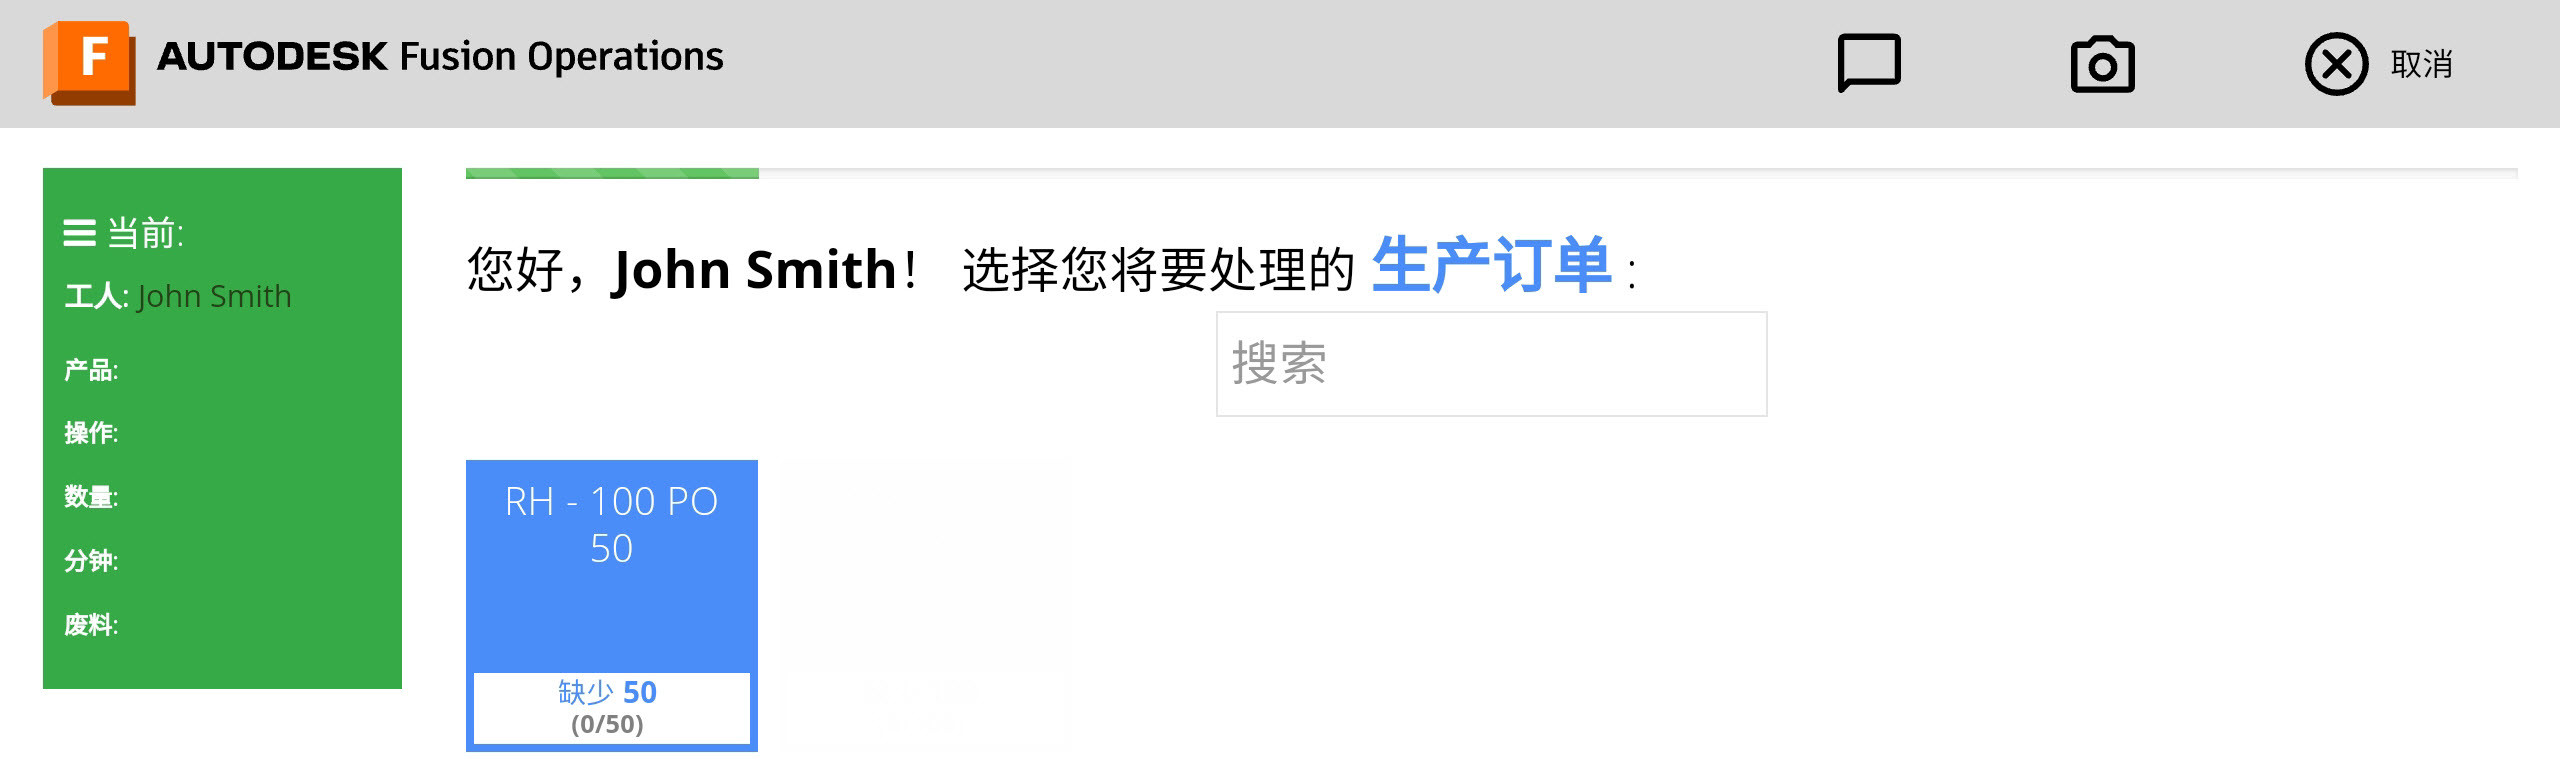 F AUTODESK Fusion Operations
取消
当前:
工人: John Smith
产品:
操作:
数量:
分钟:
废料:
您好，John Smith！ 选择您将要处理的 生产订单 :
搜索
RH - 100 PO
50
缺少 50
(0/50)